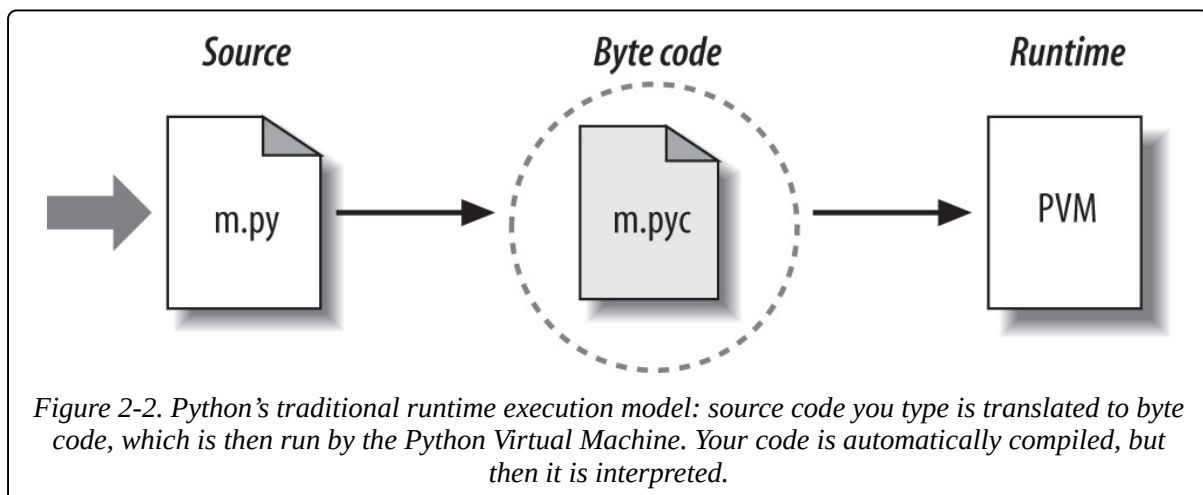 Source Byte code Runtime
m.py m.pyc PVM
Figure 2-2. Python’s traditional runtime execution model: source code you type is translated to byte
code, which is then run by the Python Virtual Machine. Your code is automatically compiled, but
then it is interpreted.